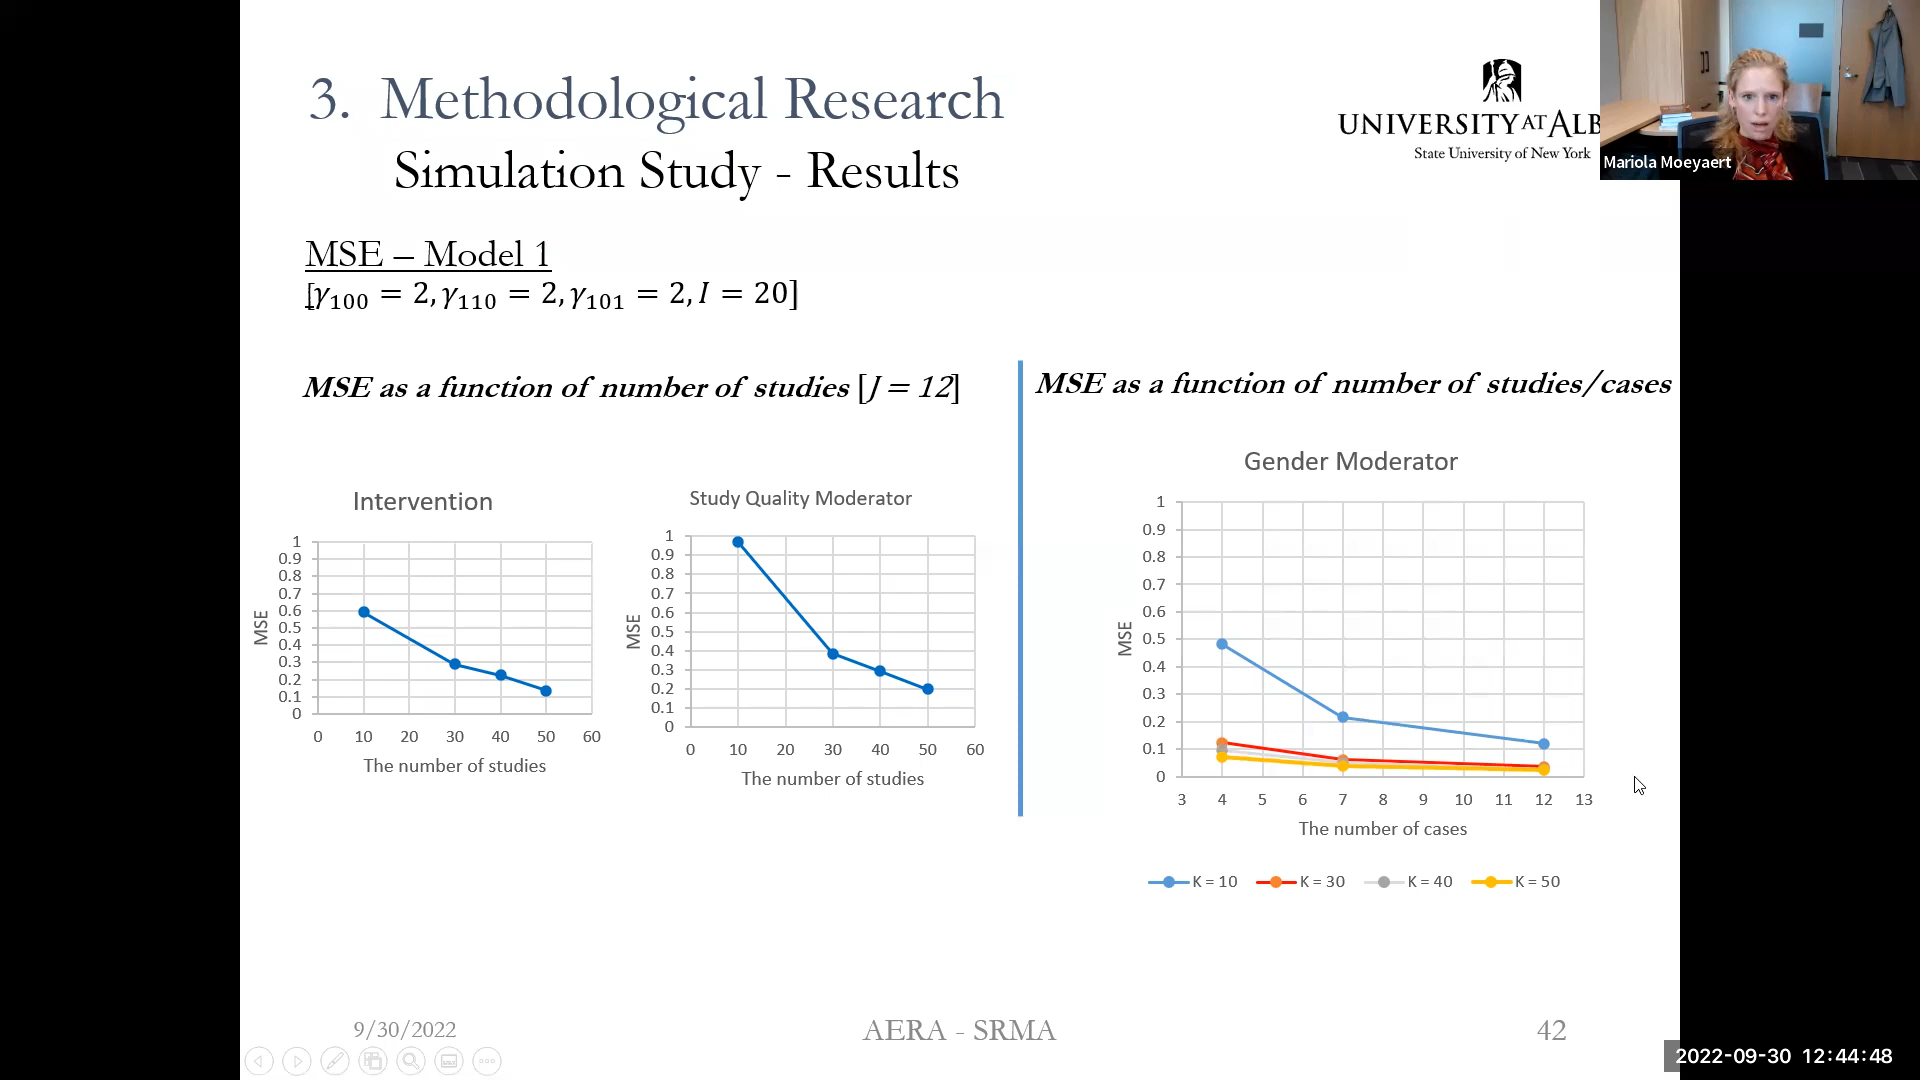 3. Methodological Research
Simulation Study - Results
UNIVERSITY AT ALB
State University of New York
Mariola Moeyaert
MSE – Model 1
[γ₁₀₀ = 2, γ₁₁₀ = 2, γ₁₀₁ = 2, I = 20]
MSE as a function of number of studies [J = 12]
MSE as a function of number of studies/cases
Intervention
1
0.9
0.8
0.7
0.6
0.5
0.4
0.3
0.2
0.1
0
MSE
0 10 20 30 40 50 60
The number of studies
Study Quality Moderator
1
0.9
0.8
0.7
0.6
0.5
0.4
0.3
0.2
0.1
0
MSE
0 10 20 30 40 50 60
The number of studies
Gender Moderator
1
0.9
0.8
0.7
0.6
0.5
0.4
0.3
0.2
0.1
0
MSE
3 4 5 6 7 8 9 10 11 12 13
The number of cases
K = 10 K = 30 K = 40 K = 50
9/30/2022
AERA - SRMA
42
2022-09-30 12:44:48